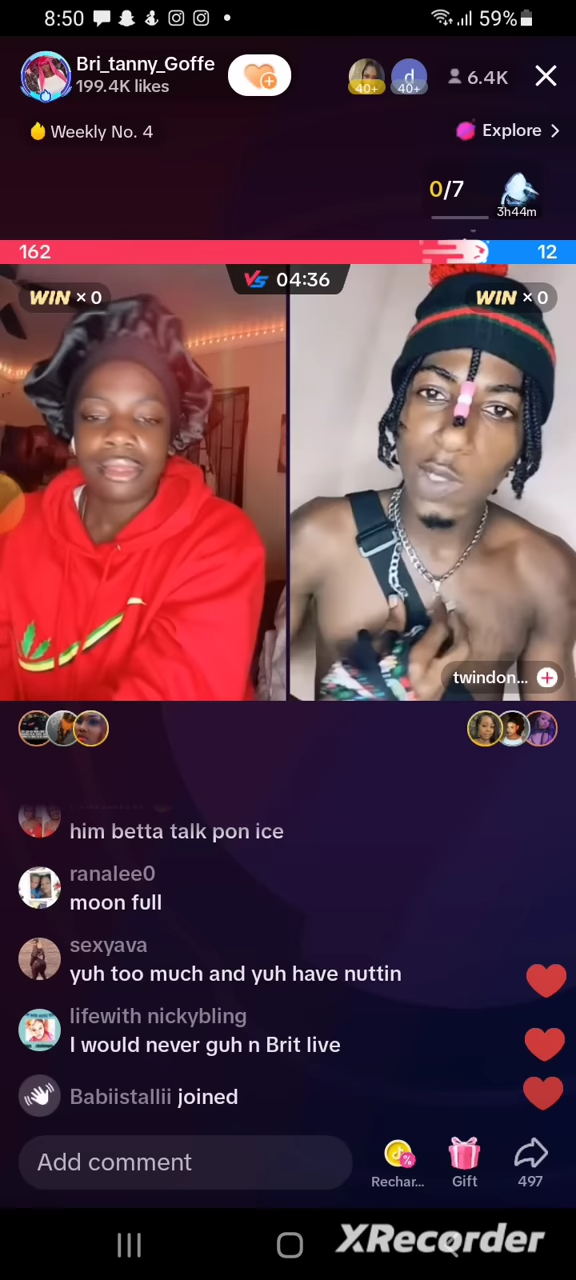 8:50
59%
Bri_tanny_Goffe
199.4K likes
40+
d
40+
6.4K
Weekly No. 4
Explore
0/7
3h44m
162
12
VS 04:36
WIN × 0
WIN × 0
twindon...
him betta talk pon ice
ranalee0
moon full
sexyava
yuh too much and yuh have nuttin
lifewith nickybling
I would never guh n Brit live
Babiistallii joined
Add comment
Rechar...
Gift
497
XRecorder